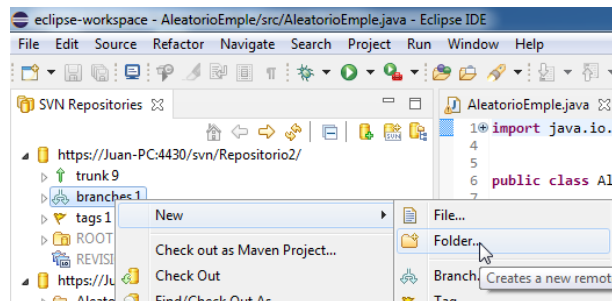 eclipse-workspace - AleatorioEmple/src/AleatorioEmple.java - Eclipse IDE
File Edit Source Refactor Navigate Search Project Run Window Help
SVN Repositories
AleatorioEmple.java
SVN
https://Juan-PC:4430/svn/Repositorio2/
trunk 9
branches 1
tags 1
ROOT
REVISI
https://Ju
1 import java.io.
4
5
6 public class Al
7
New
Check out as Maven Project...
Check Out
Find/Check Out As
File...
Folder...
Branch...
Creates a new remot
Tag